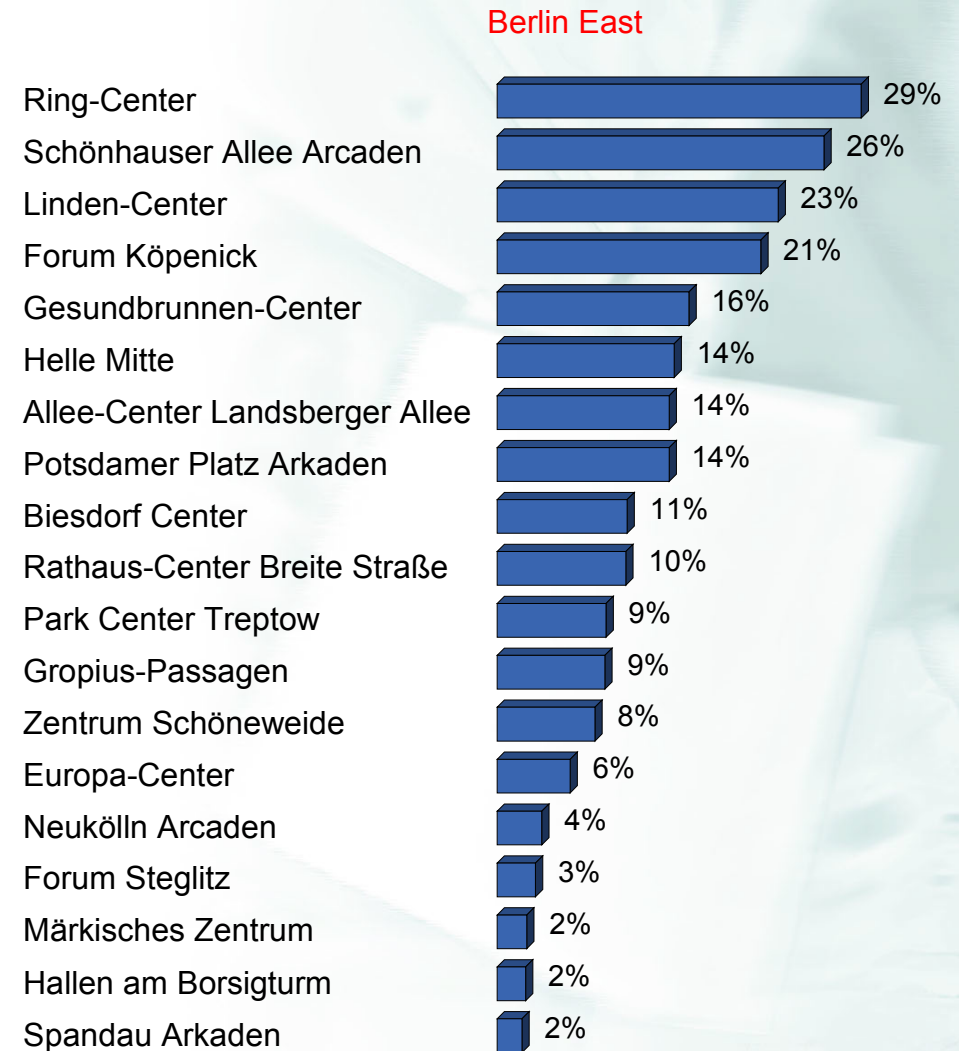 Berlin East
Ring-Center 29%
Schönhauser Allee Arcaden 26%
Linden-Center 23%
Forum Köpenick 21%
Gesundbrunnen-Center 16%
Helle Mitte 14%
Allee-Center Landsberger Allee 14%
Potsdamer Platz Arkaden 14%
Biesdorf Center 11%
Rathaus-Center Breite Straße 10%
Park Center Treptow 9%
Gropius-Passagen 9%
Zentrum Schöneweide 8%
Europa-Center 6%
Neukölln Arcaden 4%
Forum Steglitz 3%
Märkisches Zentrum 2%
Hallen am Borsigturm 2%
Spandau Arkaden 2%